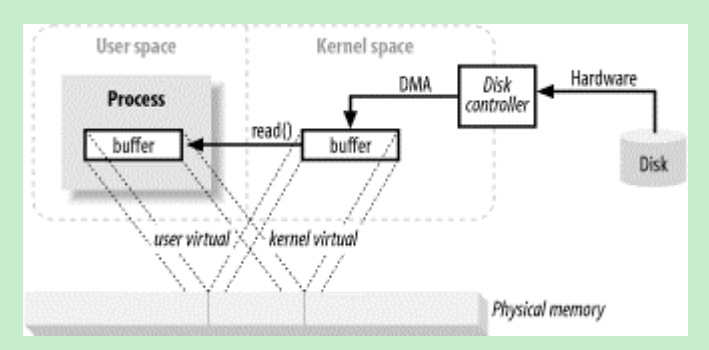 User space
Kernel space
Process
DMA
Disk
controller
Hardware
buffer
read()
buffer
Disk
user virtual
kernel virtual
Physical memory